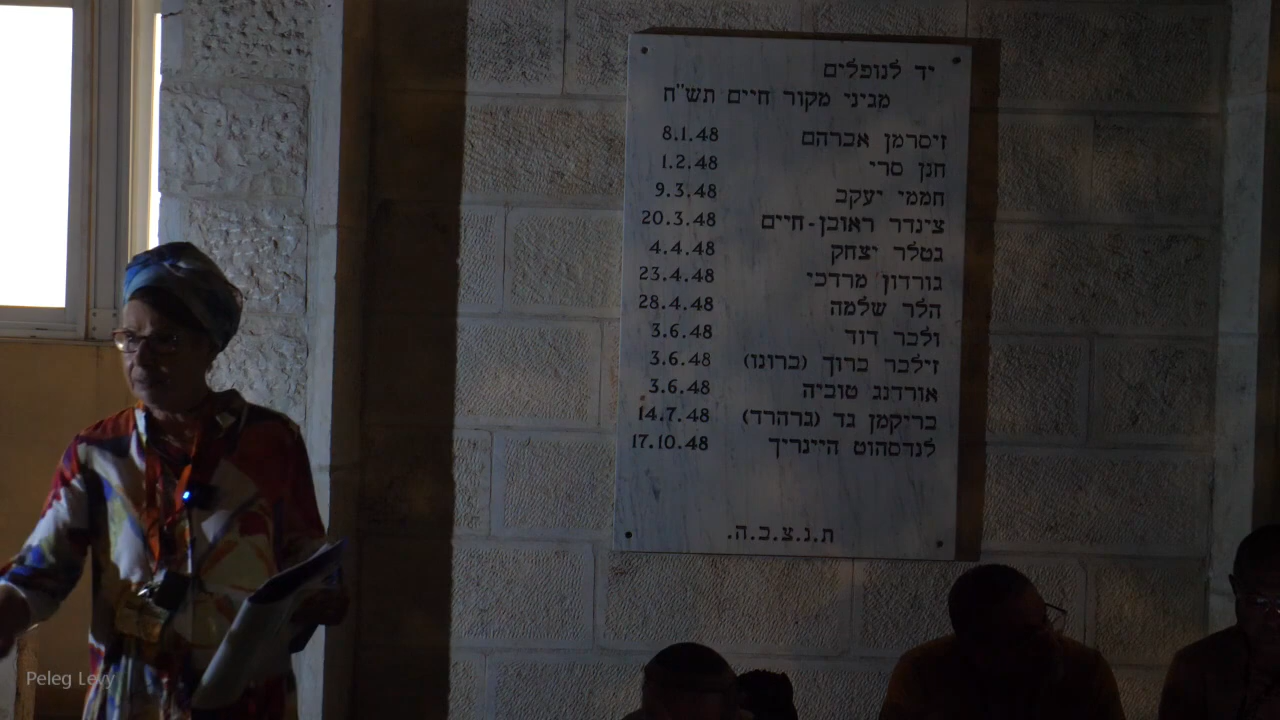 יד לנופלים
מגיני מקור חיים תש"ח
זיסרמן אברהם 8.1.48
חנן סרי 1.2.48
חממי יעקב 9.3.48
צינדר ראובן-חיים 20.3.48
גטלר יצחק 4.4.48
גורדון מרדכי 23.4.48
הלר שלמה 28.4.48
ולכר דוד 3.6.48
זילבר ברוך (ברונו) 3.6.48
אורדנג טוביה 3.6.48
בריקמן גד (גרהרד) 14.7.48
לנדסהוט היינריך 17.10.48
ת.נ.צ.ב.ה.
Peleg Levy